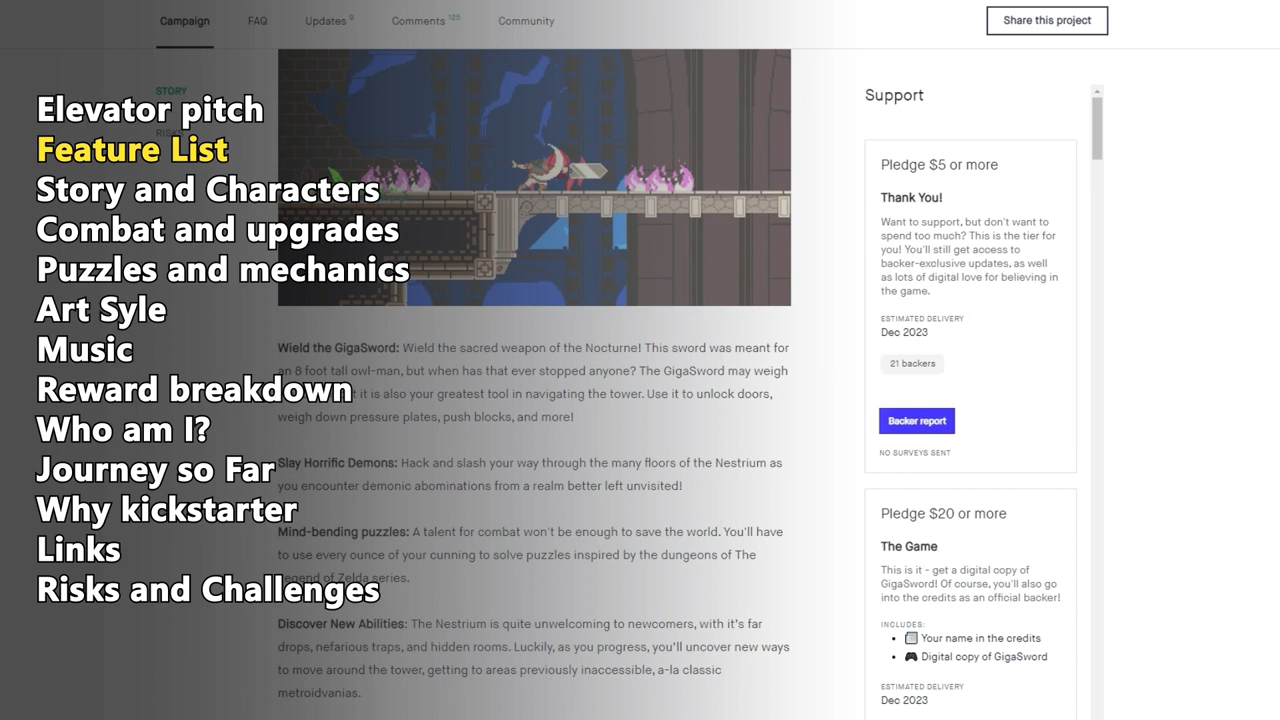 Campaign
FAQ
Updates 9
Comments 125
Community
Share this project
STORY
Elevator pitch
Feature List
Story and Characters
Combat and upgrades
Puzzles and mechanics
Art Syle
Music
Reward breakdown
Who am I?
Journey so Far
Why kickstarter
Links
Risks and Challenges
Wield the GigaSword: Wield the sacred weapon of the Nocturne! This sword was meant for
an 8 foot tall owl-man, but when has that ever stopped anyone? The GigaSword may weigh
it is also your greatest tool in navigating the tower. Use it to unlock doors,
weigh down pressure plates, push blocks, and more!
Slay Horrific Demons: Hack and slash your way through the many floors of the Nestrium as
you encounter demonic abominations from a realm better left unvisited!
Mind-bending puzzles: A talent for combat won't be enough to save the world. You'll have
to use every ounce of your cunning to solve puzzles inspired by the dungeons of The
Legend of Zelda series.
Discover New Abilities: The Nestrium is quite unwelcoming to newcomers, with it's far
drops, nefarious traps, and hidden rooms. Luckily, as you progress, you'll uncover new ways
to move around the tower, getting to areas previously inaccessible, a-la classic
metroidvanias.
Support
Pledge $5 or more
Thank You!
Want to support, but don't want to
spend too much? This is the tier for
you! You'll still get access to
backer-exclusive updates, as well
as lots of digital love for believing in
the game.
ESTIMATED DELIVERY
Dec 2023
21 backers
Backer report
NO SURVEYS SENT
Pledge $20 or more
The Game
This is it - get a digital copy of
GigaSword! Of course, you'll also go
into the credits as an official backer!
INCLUDES:
Your name in the credits
Digital copy of GigaSword
ESTIMATED DELIVERY
Dec 2023